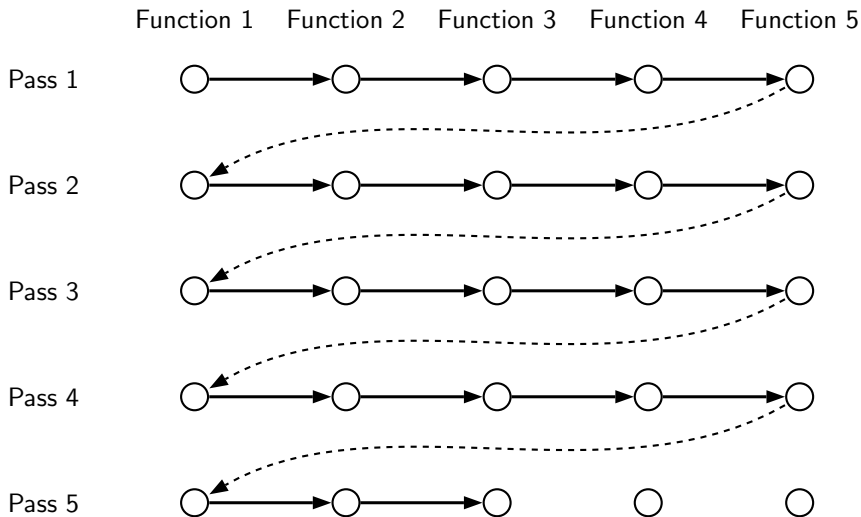 Function 1 Function 2 Function 3 Function 4 Function 5
Pass 1
Pass 2
Pass 3
Pass 4
Pass 5